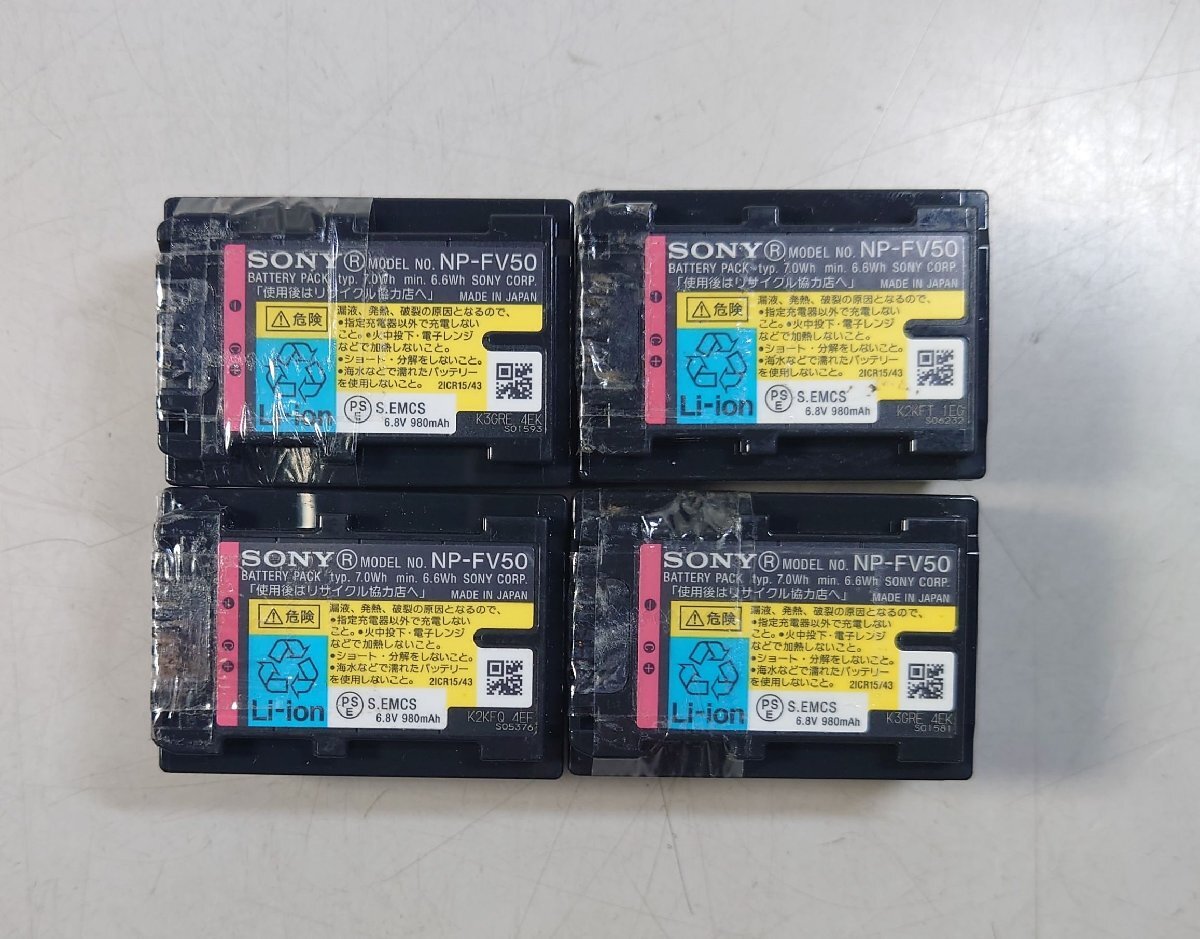 SONY® MODEL NO. NP-FV50
BATTERY PACK typ. 7.0Wh min. 6.6Wh SONY CORP.
「使用後はリサイクル協力店へ」 MADE IN JAPAN
⚠危険
漏液、発熱、破裂の原因となるので、
•指定充電器以外で充電しない
こと。•火中投下・電子レンジ
などで加熱しないこと。
•ショート・分解をしないこと。
•海水などで濡れたバッテリー
を使用しないこと。 2ICR15/43
- C +
Li-ion
PSE S.EMCS
6.8V 980mAh
K3GRE 4EK
S01593
SONY® MODEL NO. NP-FV50
BATTERY PACK typ. 7.0Wh min. 6.6Wh SONY CORP.
「使用後はリサイクル協力店へ」 MADE IN JAPAN
⚠危険
漏液、発熱、破裂の原因となるので、
•指定充電器以外で充電しない
こと。•火中投下・電子レンジ
などで加熱しないこと。
•ショート・分解をしないこと。
•海水などで濡れたバッテリー
を使用しないこと。 2ICR15/43
- C +
Li-ion
PSE S.EMCS
6.8V 980mAh
K2KFT 1EG
S08232
SONY® MODEL NO. NP-FV50
BATTERY PACK typ. 7.0Wh min. 6.6Wh SONY CORP.
「使用後はリサイクル協力店へ」 MADE IN JAPAN
⚠危険
漏液、発熱、破裂の原因となるので、
•指定充電器以外で充電しない
こと。•火中投下・電子レンジ
などで加熱しないこと。
•ショート・分解をしないこと。
•海水などで濡れたバッテリー
を使用しないこと。 2ICR15/43
- C +
Li-ion
PSE S.EMCS
6.8V 980mAh
K2KFQ 4EF
S05376
SONY® MODEL NO. NP-FV50
BATTERY PACK typ. 7.0Wh min. 6.6Wh SONY CORP.
「使用後はリサイクル協力店へ」 MADE IN JAPAN
⚠危険
漏液、発熱、破裂の原因となるので、
•指定充電器以外で充電しない
こと。•火中投下・電子レンジ
などで加熱しないこと。
•ショート・分解をしないこと。
•海水などで濡れたバッテリー
を使用しないこと。 2ICR15/43
- C +
Li-ion
PSE S.EMCS
6.8V 980mAh
K3GRE 4EK
S01581